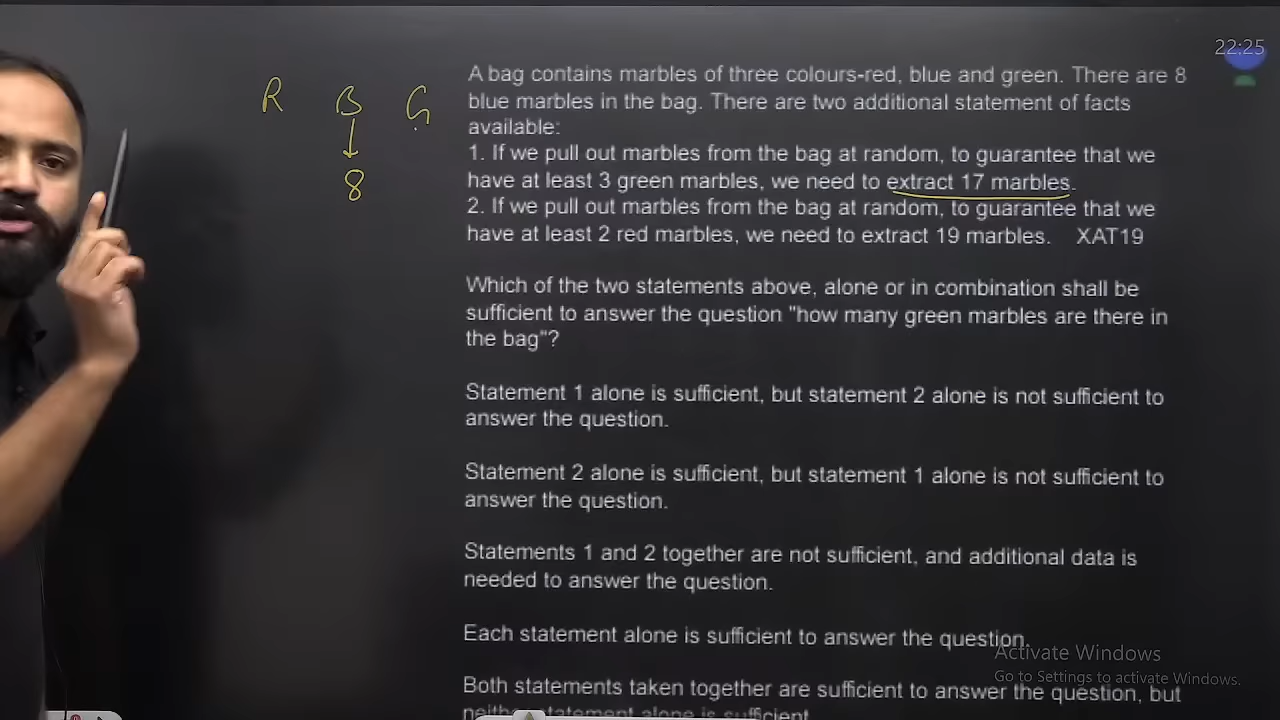 22:25
R B G
8
A bag contains marbles of three colours-red, blue and green. There are 8
blue marbles in the bag. There are two additional statement of facts
available:
1. If we pull out marbles from the bag at random, to guarantee that we
have at least 3 green marbles, we need to extract 17 marbles.
2. If we pull out marbles from the bag at random, to guarantee that we
have at least 2 red marbles, we need to extract 19 marbles. XAT19
Which of the two statements above, alone or in combination shall be
sufficient to answer the question "how many green marbles are there in
the bag"?
Statement 1 alone is sufficient, but statement 2 alone is not sufficient to
answer the question.
Statement 2 alone is sufficient, but statement 1 alone is not sufficient to
answer the question.
Statements 1 and 2 together are not sufficient, and additional data is
needed to answer the question.
Each statement alone is sufficient to answer the question.
Activate Windows
Go to Settings to activate Windows.
Both statements taken together are sufficient to answer the question, but
statement alone is sufficient